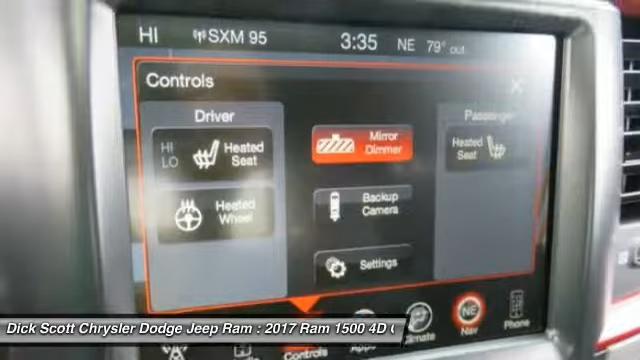 HI SXM 95 3:35 NE 79° out
Controls
Driver
Passenger
HI
LO
Heated
Seat
Mirror
Dimmer
Heated
Seat
Heated
Wheel
Backup
Camera
Settings
Controls
Apps
Climate
NE
Nav
Phone
Dick Scott Chrysler Dodge Jeep Ram : 2017 Ram 1500 4D